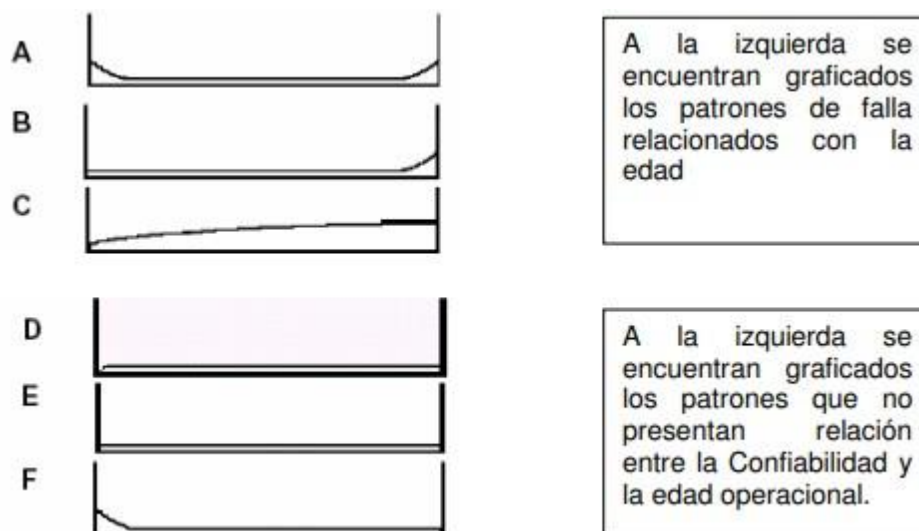 A
B
C
A la izquierda se
encuentran graficados
los patrones de falla
relacionados con la
edad
D
E
F
A la izquierda se
encuentran graficados
los patrones que no
presentan relación
entre la Confiabilidad y
la edad operacional.